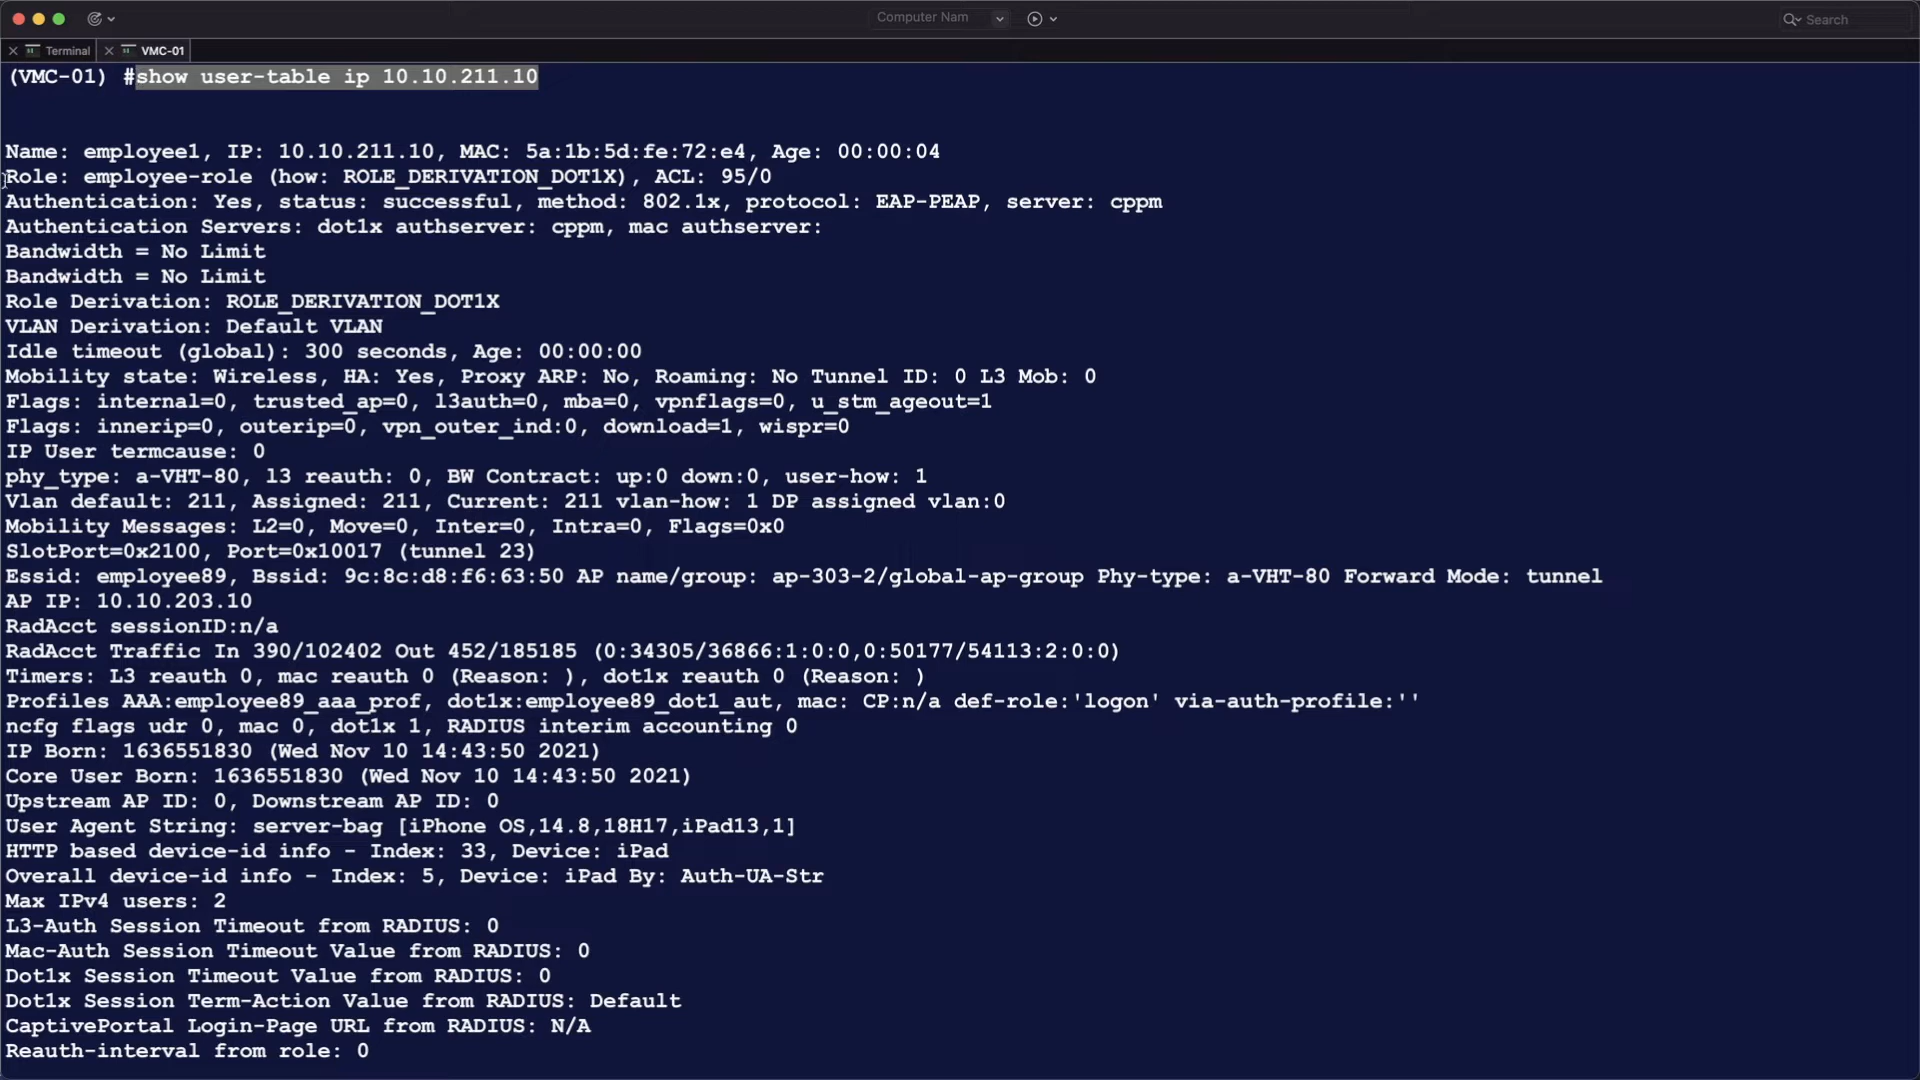 Computer Nam
Search
Terminal
VMC-01
(VMC-01) #show user-table ip 10.10.211.10
Name: employee1, IP: 10.10.211.10, MAC: 5a:1b:5d:fe:72:e4, Age: 00:00:04
Role: employee-role (how: ROLE_DERIVATION_DOT1X), ACL: 95/0
Authentication: Yes, status: successful, method: 802.1x, protocol: EAP-PEAP, server: cppm
Authentication Servers: dot1x authserver: cppm, mac authserver:
Bandwidth = No Limit
Bandwidth = No Limit
Role Derivation: ROLE_DERIVATION_DOT1X
VLAN Derivation: Default VLAN
Idle timeout (global): 300 seconds, Age: 00:00:00
Mobility state: Wireless, HA: Yes, Proxy ARP: No, Roaming: No Tunnel ID: 0 L3 Mob: 0
Flags: internal=0, trusted_ap=0, l3auth=0, mba=0, vpnflags=0, u_stm_ageout=1
Flags: innerip=0, outerip=0, vpn_outer_ind:0, download=1, wispr=0
IP User termcause: 0
phy_type: a-VHT-80, l3 reauth: 0, BW Contract: up:0 down:0, user-how: 1
Vlan default: 211, Assigned: 211, Current: 211 vlan-how: 1 DP assigned vlan:0
Mobility Messages: L2=0, Move=0, Inter=0, Intra=0, Flags=0x0
SlotPort=0x2100, Port=0x10017 (tunnel 23)
Essid: employee89, Bssid: 9c:8c:d8:f6:63:50 AP name/group: ap-303-2/global-ap-group Phy-type: a-VHT-80 Forward Mode: tunnel
AP IP: 10.10.203.10
RadAcct sessionID:n/a
RadAcct Traffic In 390/102402 Out 452/185185 (0:34305/36866:1:0:0,0:50177/54113:2:0:0)
Timers: L3 reauth 0, mac reauth 0 (Reason: ), dot1x reauth 0 (Reason: )
Profiles AAA:employee89_aaa_prof, dot1x:employee89_dot1_aut, mac: CP:n/a def-role:'logon' via-auth-profile:''
ncfg flags udr 0, mac 0, dot1x 1, RADIUS interim accounting 0
IP Born: 1636551830 (Wed Nov 10 14:43:50 2021)
Core User Born: 1636551830 (Wed Nov 10 14:43:50 2021)
Upstream AP ID: 0, Downstream AP ID: 0
User Agent String: server-bag [iPhone OS,14.8,18H17,iPad13,1]
HTTP based device-id info - Index: 33, Device: iPad
Overall device-id info - Index: 5, Device: iPad By: Auth-UA-Str
Max IPv4 users: 2
L3-Auth Session Timeout from RADIUS: 0
Mac-Auth Session Timeout Value from RADIUS: 0
Dot1x Session Timeout Value from RADIUS: 0
Dot1x Session Term-Action Value from RADIUS: Default
CaptivePortal Login-Page URL from RADIUS: N/A
Reauth-interval from role: 0